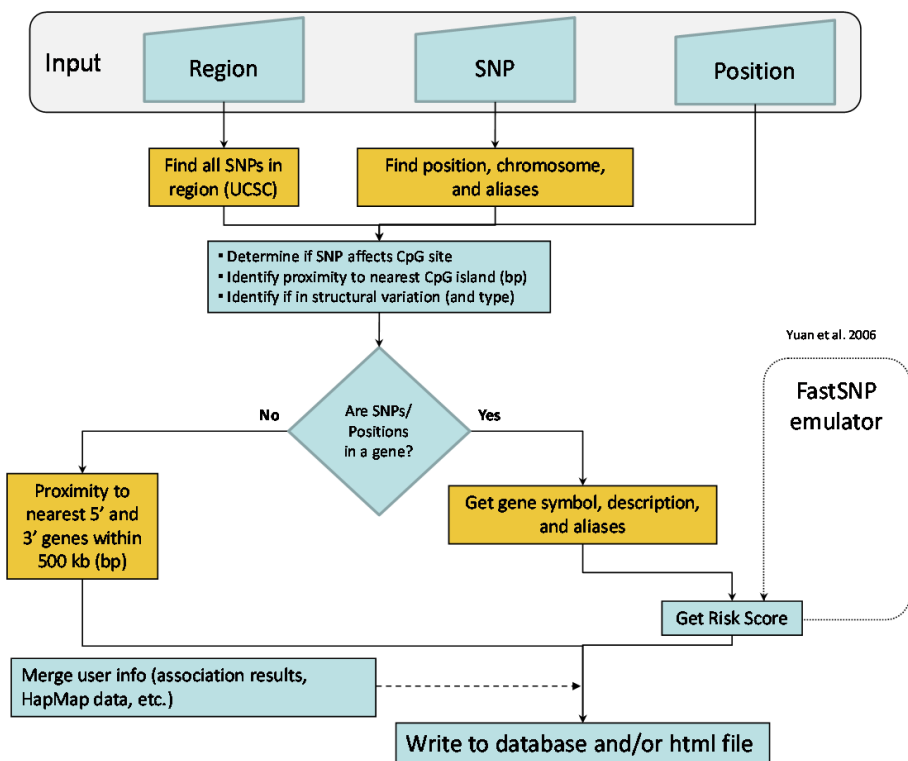 Input
Region
SNP
Position
Find all SNPs in
region (UCSC)
Find position, chromosome,
and aliases
▪ Determine if SNP affects CpG site
▪ Identify proximity to nearest CpG island (bp)
▪ Identify if in structural variation (and type)
Yuan et al. 2006
FastSNP
emulator
No
Are SNPs/
Positions
in a gene?
Yes
Proximity to
nearest 5’ and
3’ genes within
500 kb (bp)
Get gene symbol, description,
and aliases
Get Risk Score
Merge user info (association results,
HapMap data, etc.)
Write to database and/or html file